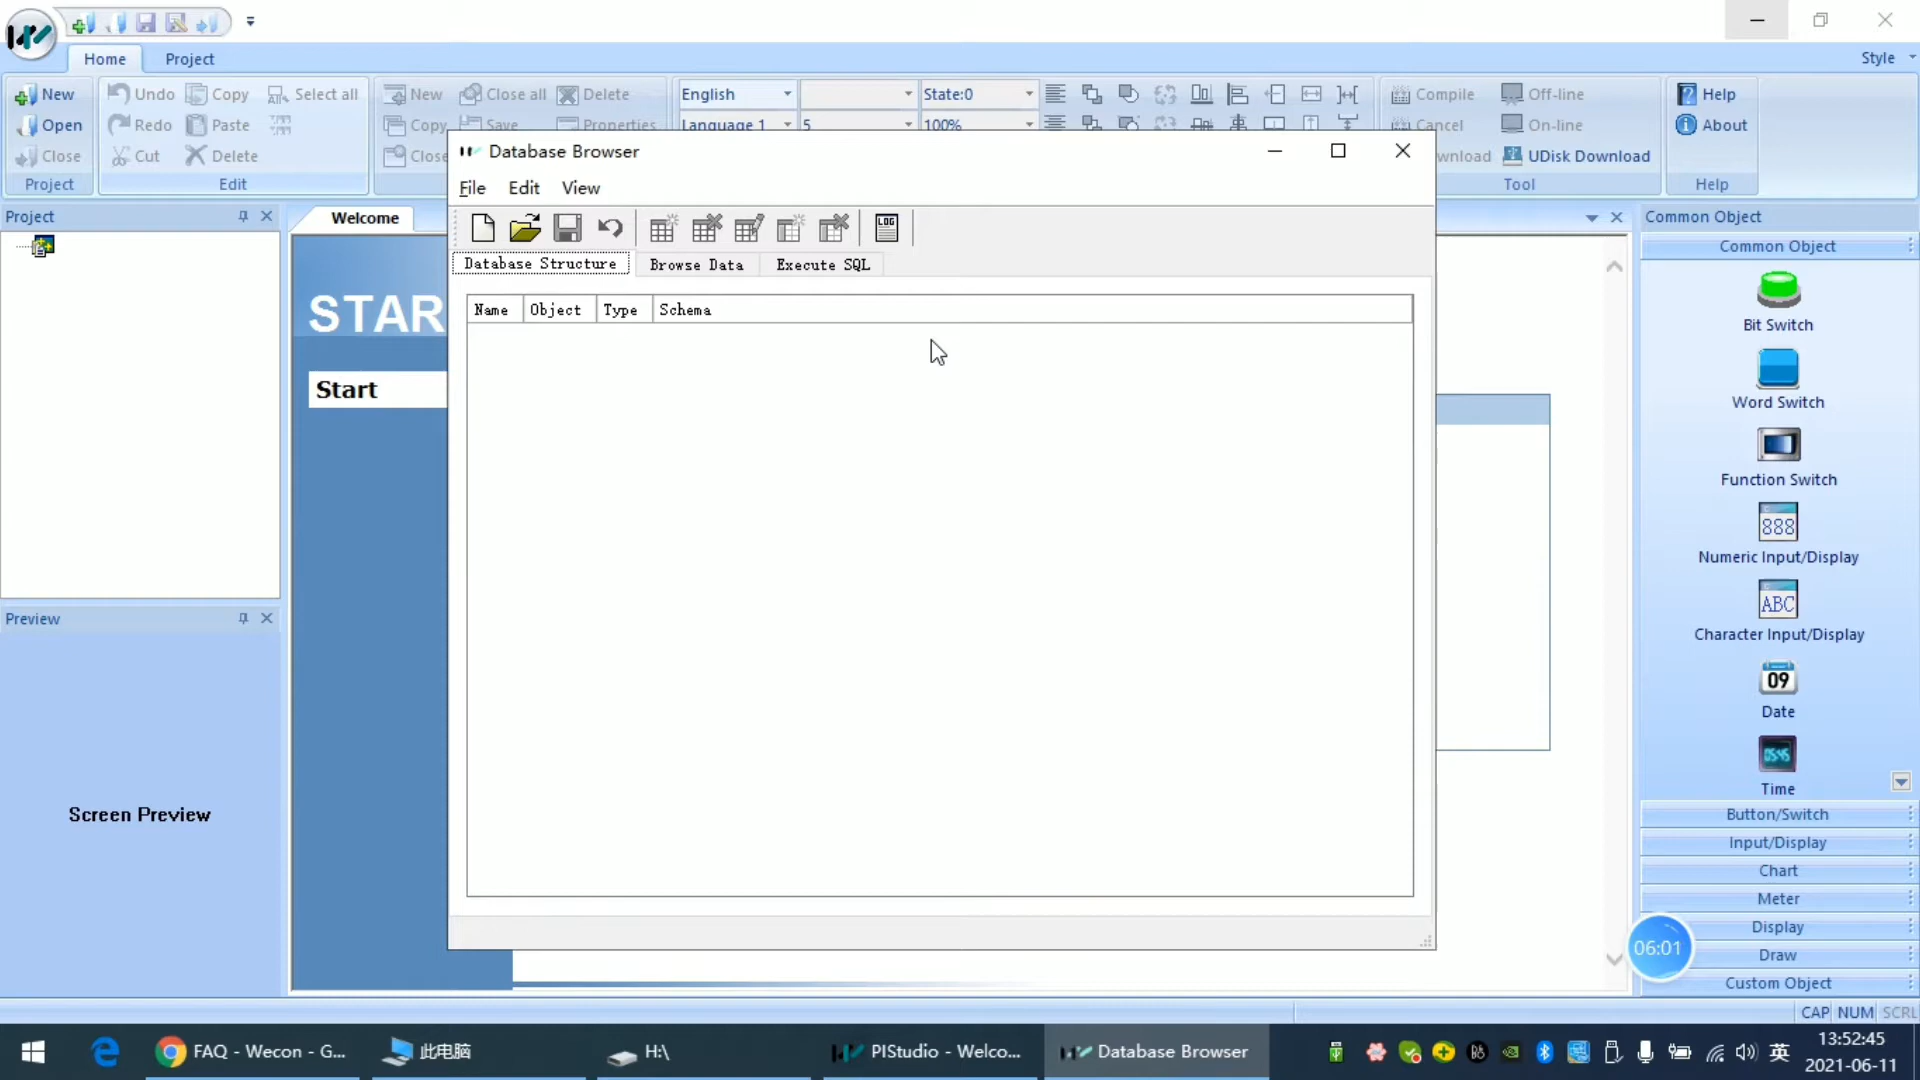 Home
Project
Style
New
Open
Close
Project
Undo
Copy
Select all
Redo
Paste
Cut
Delete
Edit
New
Close all
Delete
Copy
Save
Properties
English
State:0
Language 1
5
100%
Compile
Off-line
Cancel
On-line
UDisk Download
Tool
Help
About
Help
Project
Welcome
STAR
Start
Preview
Screen Preview
Database Browser
File
Edit
View
LOG
Database Structure
Browse Data
Execute SQL
Name
Object
Type
Schema
Common Object
Common Object
Bit Switch
Word Switch
Function Switch
888
Numeric Input/Display
ABC
Character Input/Display
09
Date
05:45
Time
Button/Switch
Input/Display
Chart
Meter
Display
Draw
Custom Object
06:01
CAP NUM SCRL
FAQ - Wecon - G...
此电脑
H:\
PIStudio - Welco...
Database Browser
英
13:52:45
2021-06-11